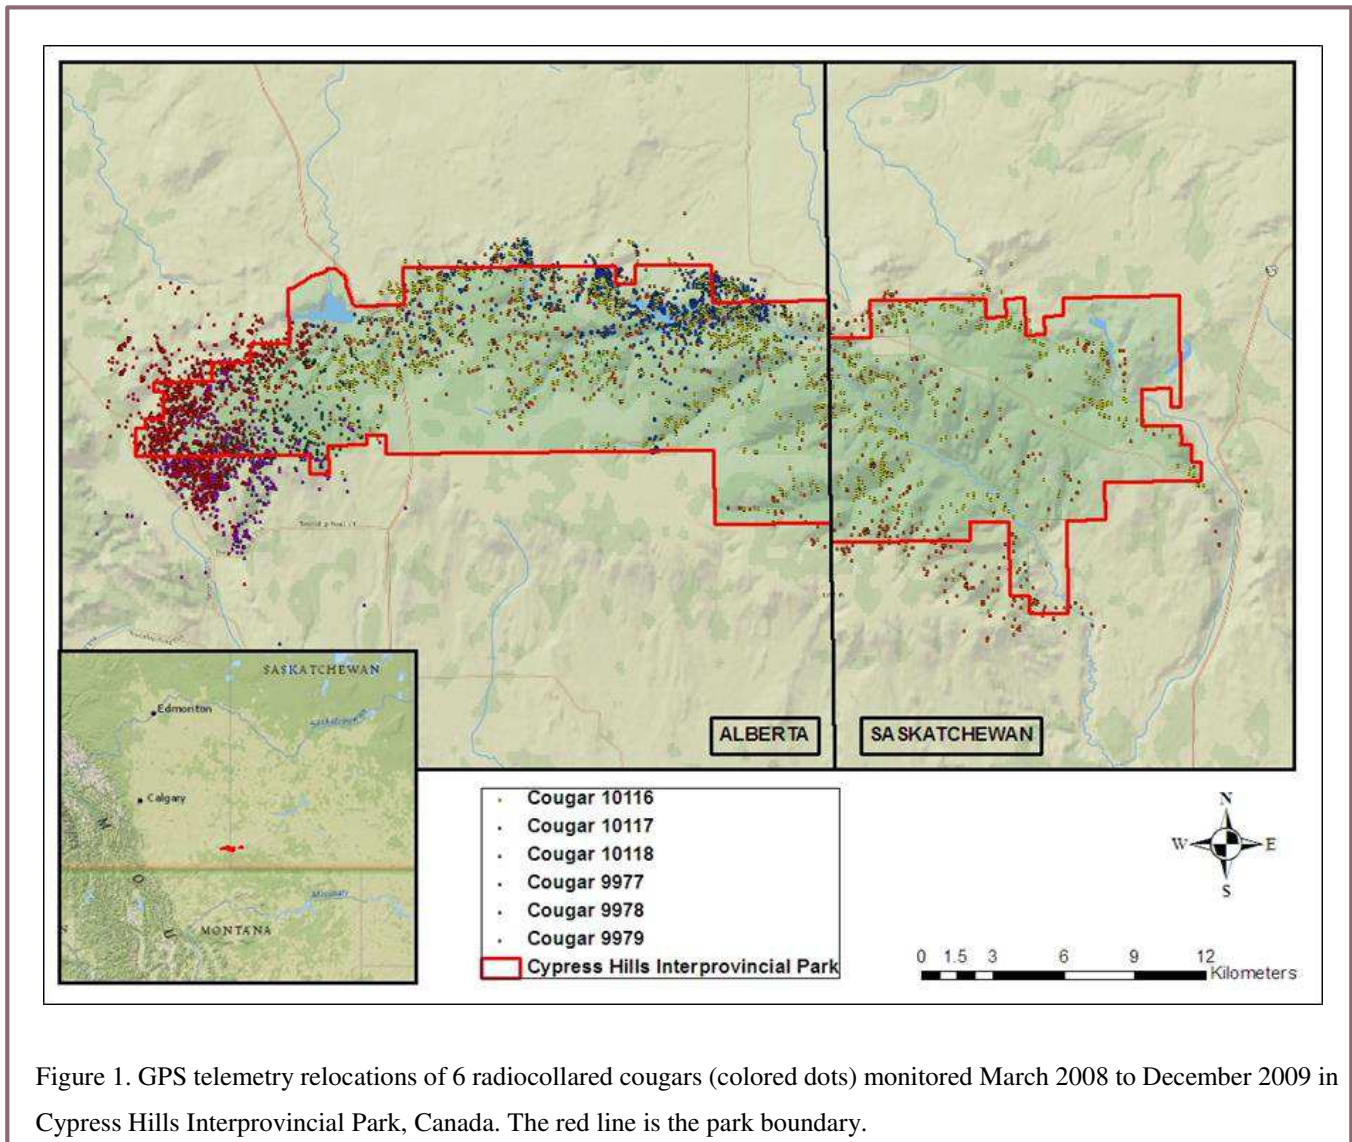 ALBERTA
SASKATCHEWAN
SASKATCHEWAN
Edmonton
Saskatchewan
Calgary
M
O
U
N
MONTANA
Missouri
Cougar 10116
Cougar 10117
Cougar 10118
Cougar 9977
Cougar 9978
Cougar 9979
Cypress Hills Interprovincial Park
N
W
E
S
0 1.5 3 6 9 12
Kilometers
Figure 1. GPS telemetry relocations of 6 radiocollared cougars (colored dots) monitored March 2008 to December 2009 in
Cypress Hills Interprovincial Park, Canada. The red line is the park boundary.